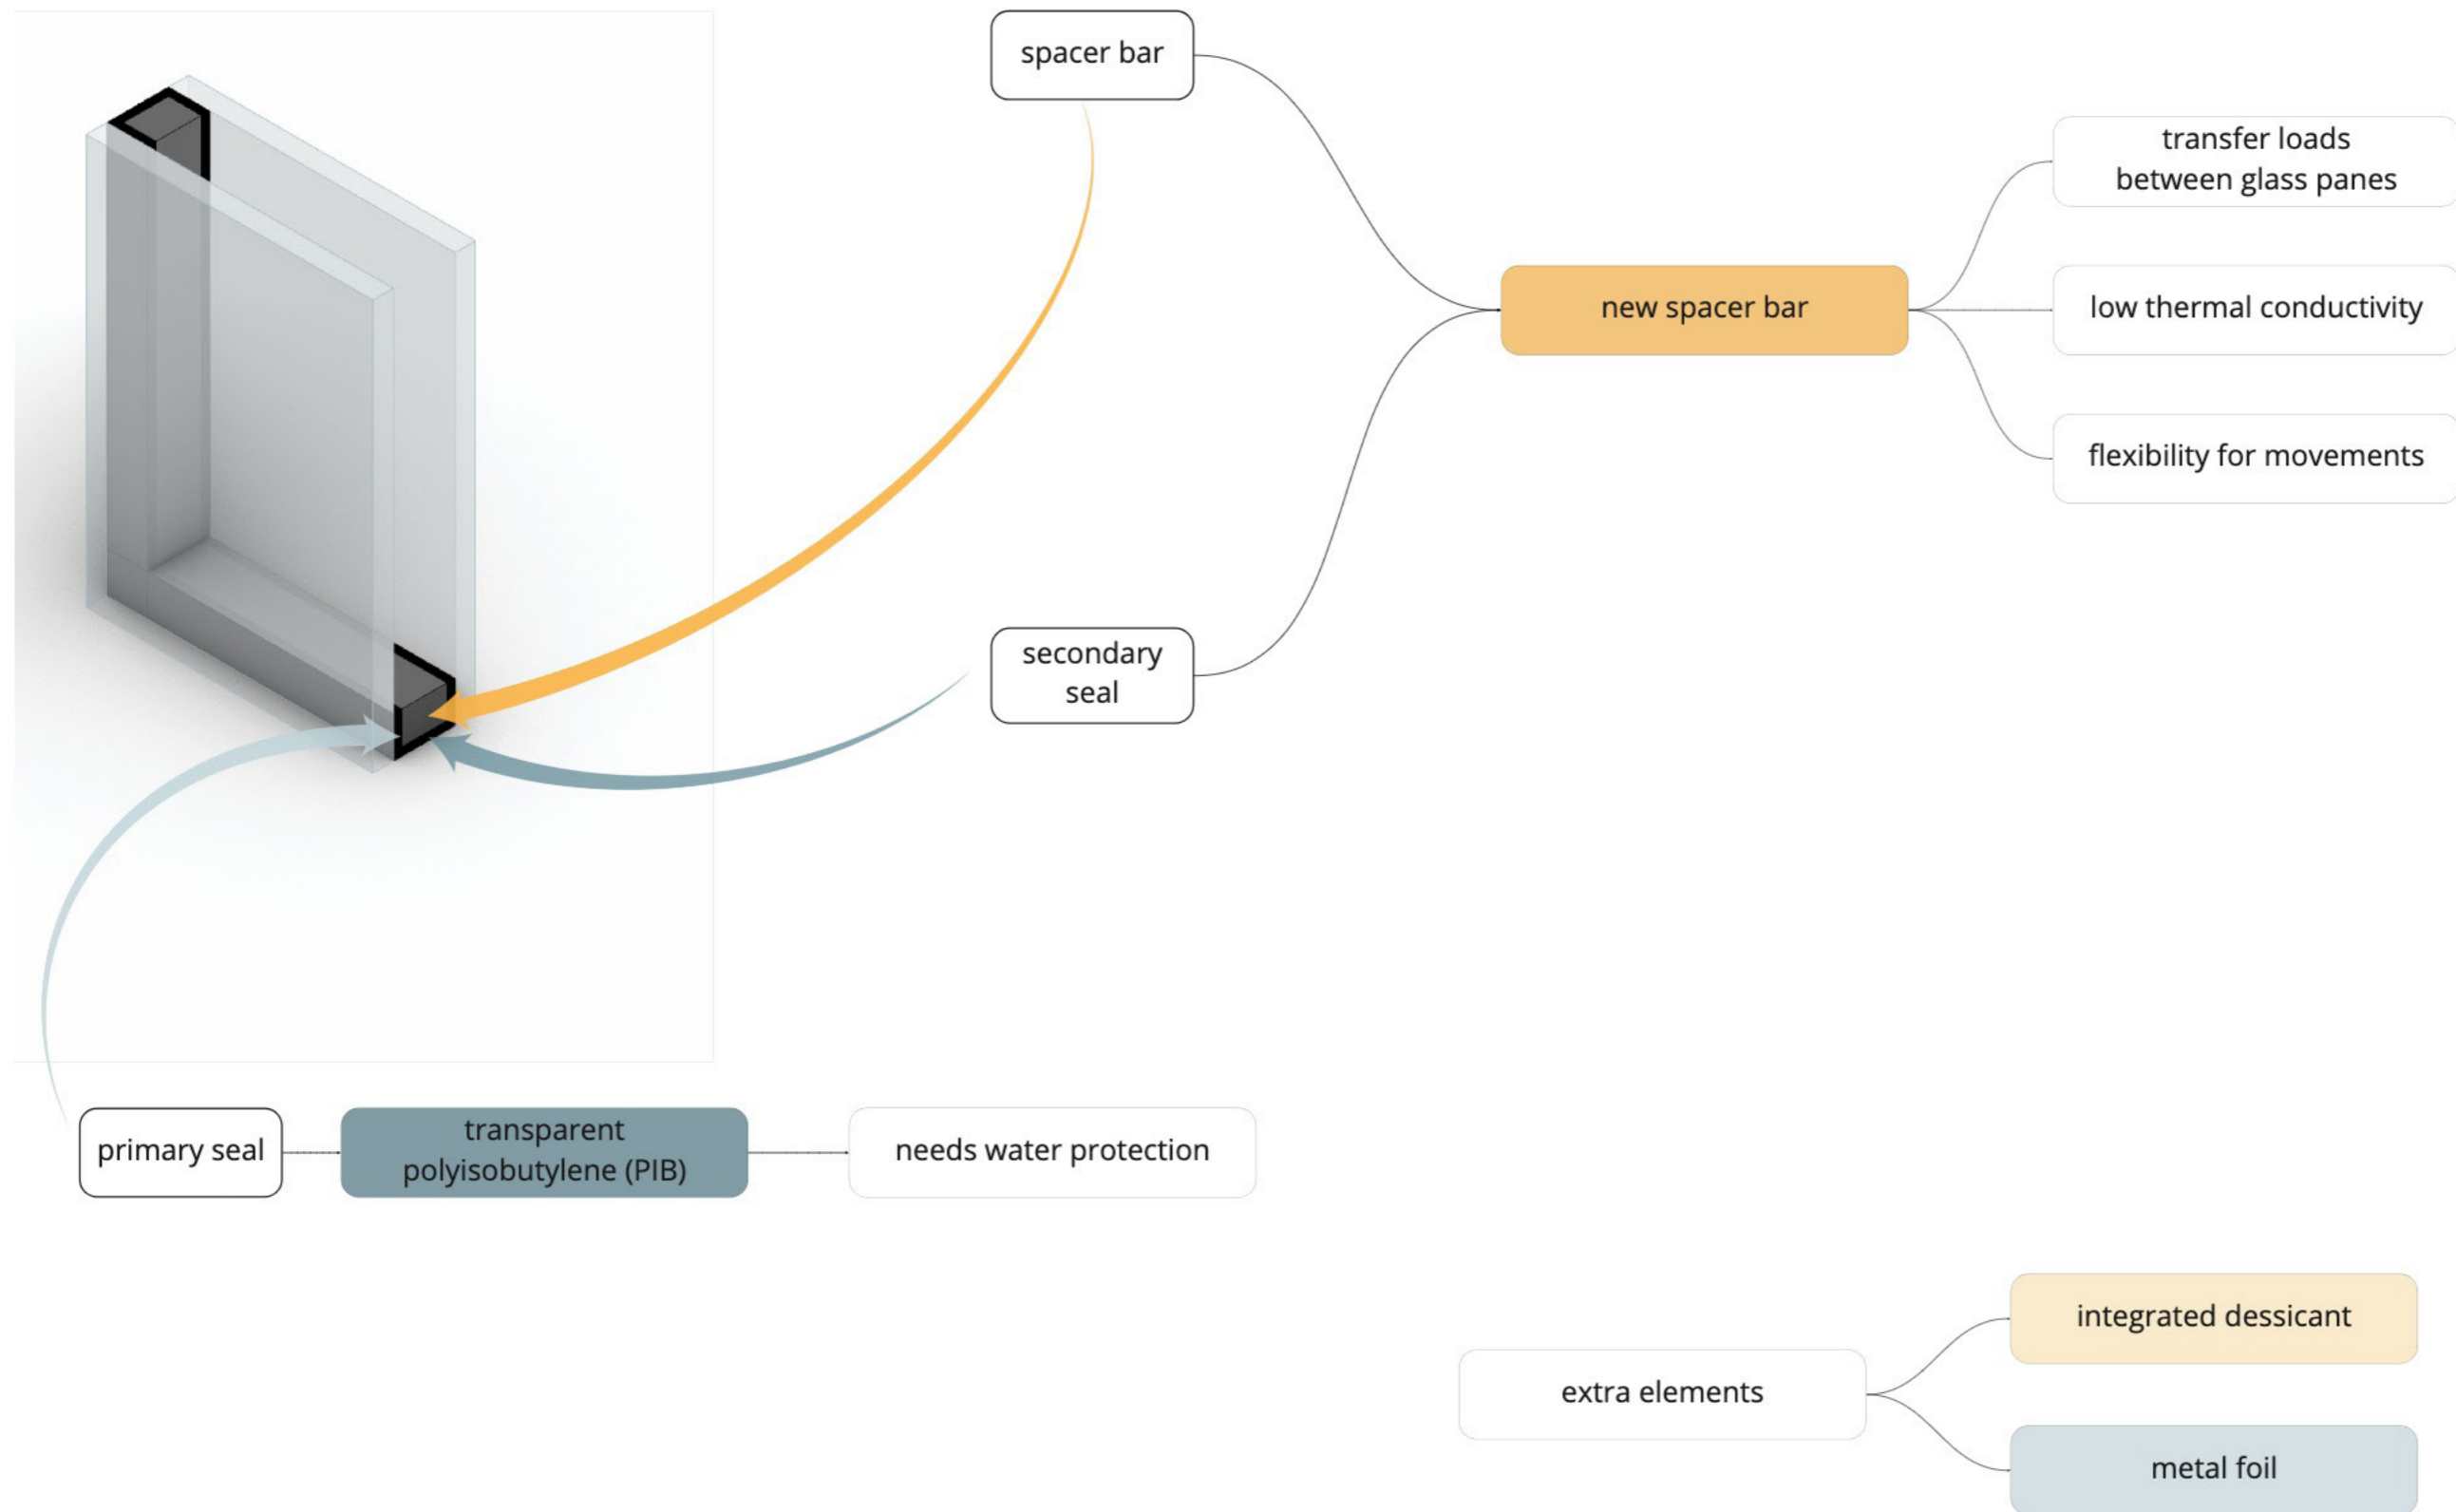 spacer bar
transfer loads
between glass panes
new spacer bar
low thermal conductivity
flexibility for movements
secondary
seal
primary seal
transparent
polyisobutylene (PIB)
needs water protection
integrated dessicant
extra elements
metal foil